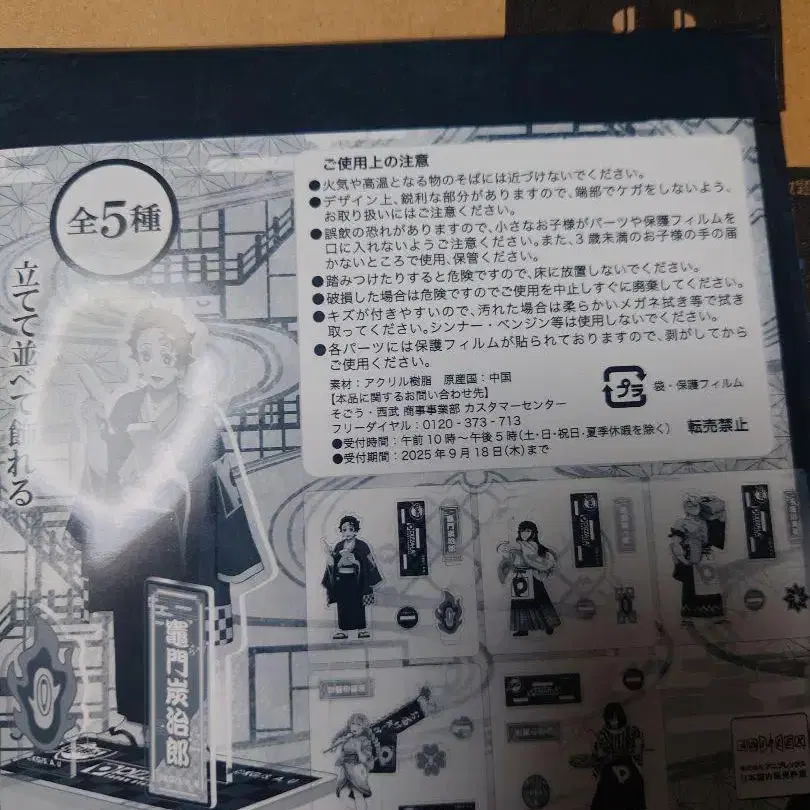 全5種
立てて並べて飾れる
ご使用上の注意
●火気や高温となる物のそばには近づけないでください。
●デザイン上、鋭利な部分がありますので、端部でケガをしないよう、
お取り扱いにはご注意ください。
●誤飲の恐れがありますので、小さなお子様がパーツや保護フィルムを
口に入れないようご注意ください。また、3歳未満のお子様の手の届
かないところで使用、保管ください。
●踏みつけたりすると危険ですので、床に放置しないでください。
●破損した場合は危険ですのでご使用を中止しすぐに廃棄してください。
●キズが付きやすいので、汚れた場合は柔らかいメガネ拭き等で拭き
取ってください。シンナー・ベンジン等は使用しないでください。
●各パーツには保護フィルムが貼られておりますので、剥がしてから
ご使用ください。
素材：アクリル樹脂 原産国：中国
【本品に関するお問い合わせ先】
そごう・西武 商事事業部 カスタマーセンター
フリーダイヤル：0120-373-713
●受付時間：午前10時～午後5時(土・日・祝日・夏季休暇を除く)
●受付期間：2025年9月18日(木)まで
プラ 袋・保護フィルム
転売禁止
竈門炭治郎
竈門炭治郎